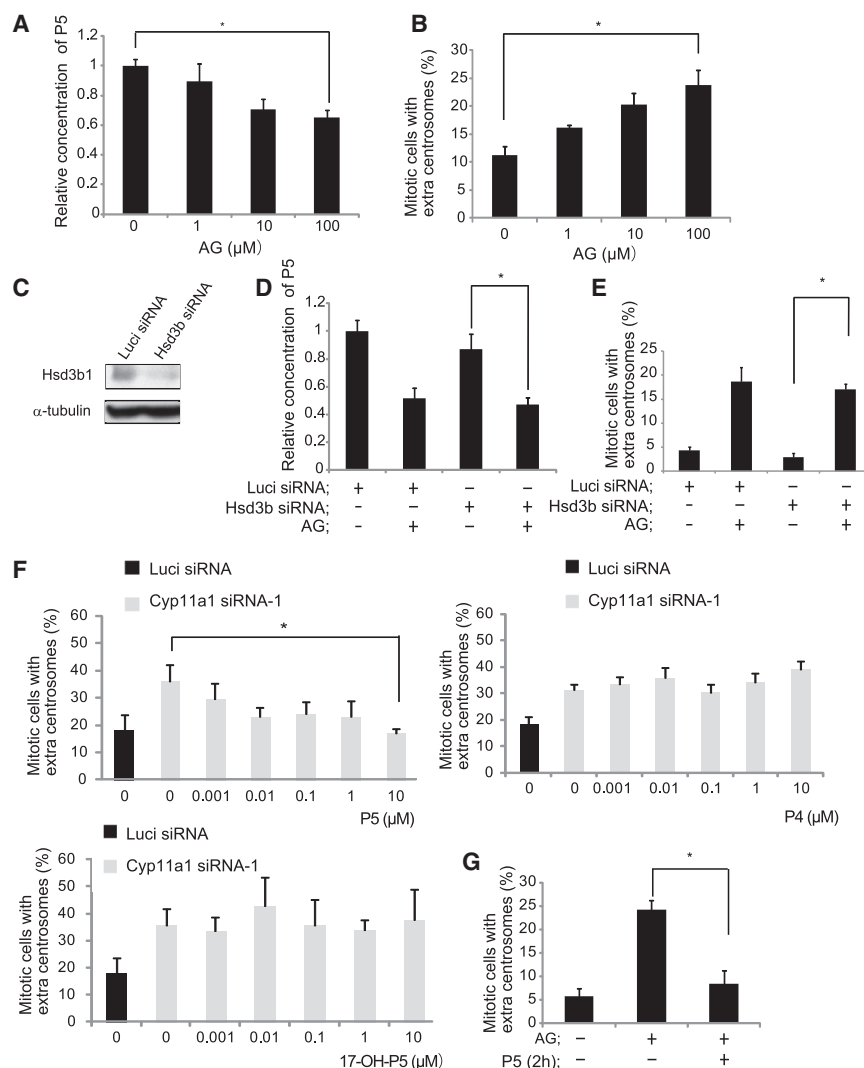 A
Relative concentration of P5
1.2
1
0.8
0.6
0.4
0.2
0
*
0 1 10 100
AG (μM)
B
Mitotic cells with
extra centrosomes (%)
30
25
20
15
10
5
0
*
0 1 10 100
AG (μM)
C
Luci siRNA
Hsd3b siRNA
Hsd3b1
α-tubulin
D
Relative concentration of P5
1.2
1
0.8
0.6
0.4
0.2
0
*
Luci siRNA; + + – –
Hsd3b siRNA; – – + +
AG; – + – +
E
Mitotic cells with
extra centrosomes (%)
25
20
15
10
5
0
*
Luci siRNA; + + – –
Hsd3b siRNA; – – + +
AG; – + – +
F
Luci siRNA
Cyp11a1 siRNA-1
Mitotic cells with
extra centrosomes (%)
60
50
40
30
20
10
0
*
0 0 0.001 0.01 0.1 1 10
P5 (μM)
Luci siRNA
Cyp11a1 siRNA-1
Mitotic cells with
extra centrosomes (%)
60
50
40
30
20
10
0
0 0 0.001 0.01 0.1 1 10
P4 (μM)
Luci siRNA
Cyp11a1 siRNA-1
Mitotic cells with
extra centrosomes (%)
60
50
40
30
20
10
0
0 0 0.001 0.01 0.1 1 10
17-OH-P5 (μM)
G
Mitotic cells with
extra centrosomes (%)
30
25
20
15
10
5
0
*
AG; – + +
P5 (2h); – – +